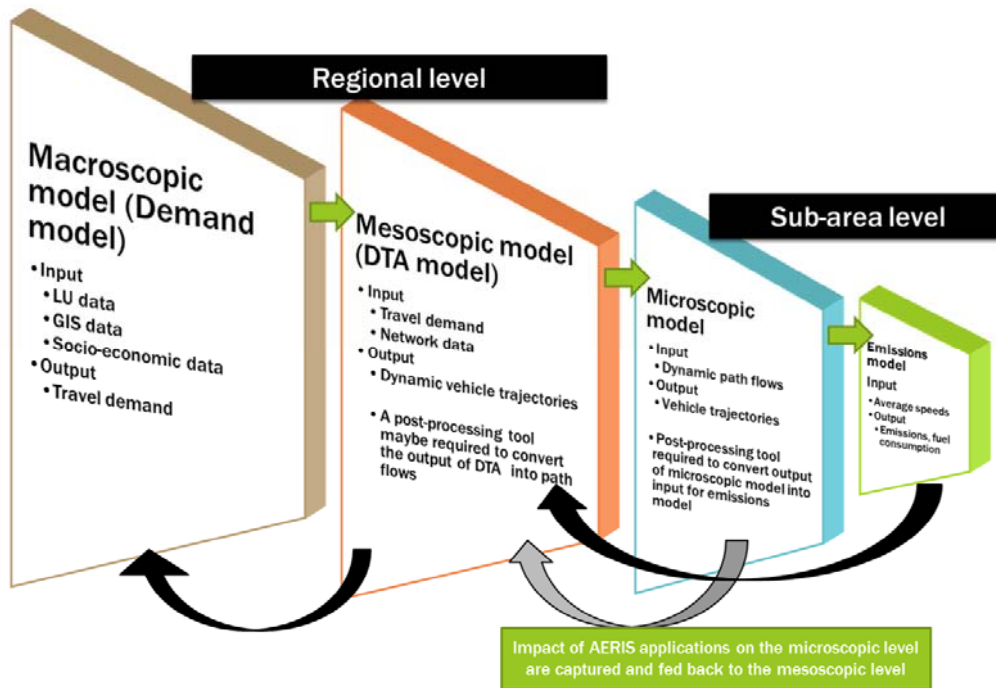 Regional level
Macroscopic
model (Demand
model)
• Input
• LU data
• GIS data
• Socio-economic data
• Output
• Travel demand
Mesoscopic model
(DTA model)
• Input
• Travel demand
• Network data
• Output
• Dynamic vehicle trajectories
• A post-processing tool
maybe required to convert
the output of DTA into path
flows
Sub-area level
Microscopic
model
• Input
• Dynamic path flows
• Output
• Vehicle trajectories
• Post-processing tool
required to convert output
of microscopic model into
input for emissions
model
Emissions
model
Input
• Average speeds
• Output
• Emissions, fuel
consumption
Impact of AERIS applications on the microscopic level
are captured and fed back to the mesoscopic level